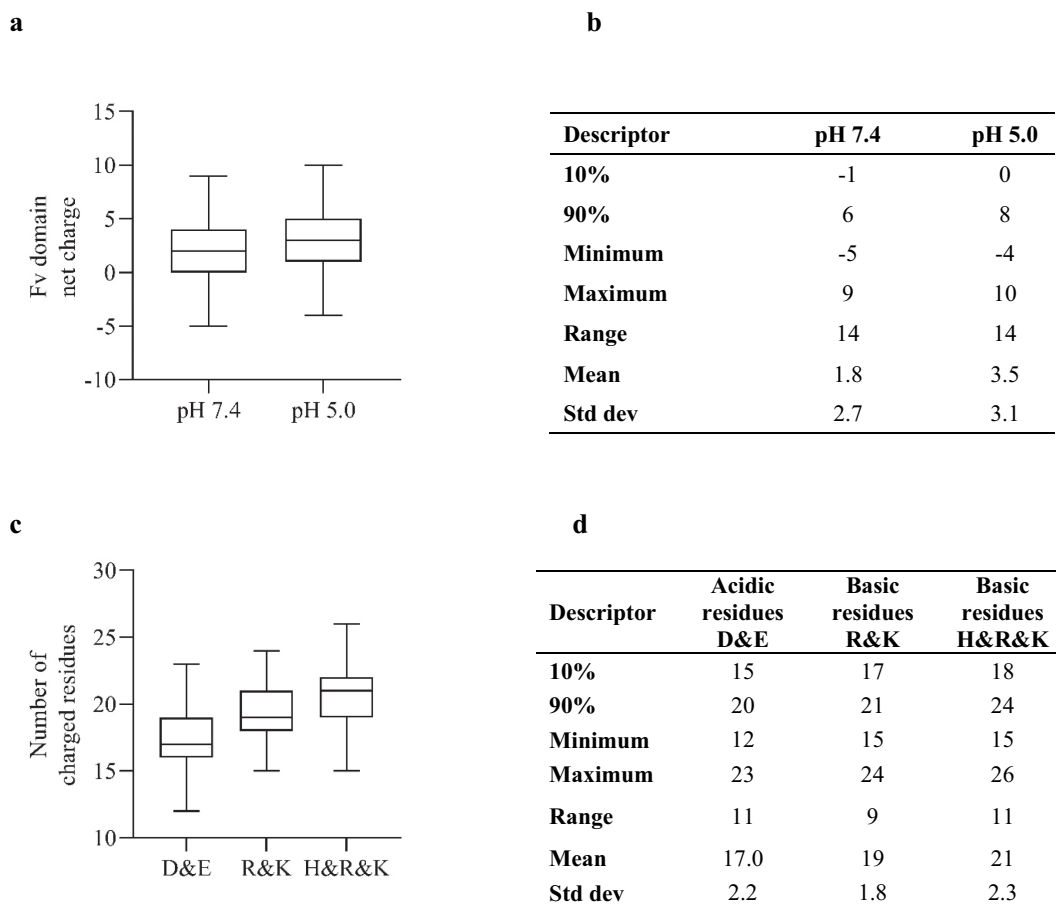 a
15
10
5
0
-5
-10
Fv domain
net charge
pH 7.4 pH 5.0
b
Descriptor pH 7.4 pH 5.0
10% -1 0
90% 6 8
Minimum -5 -4
Maximum 9 10
Range 14 14
Mean 1.8 3.5
Std dev 2.7 3.1
c
30
25
20
15
10
Number of
charged residues
D&E R&K H&R&K
d
Descriptor Acidic residues D&E Basic residues R&K Basic residues H&R&K
10% 15 17 18
90% 20 21 24
Minimum 12 15 15
Maximum 23 24 26
Range 11 9 11
Mean 17.0 19 21
Std dev 2.2 1.8 2.3